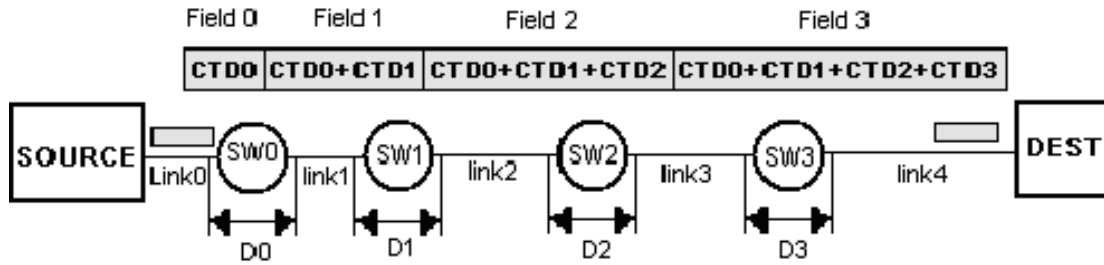 Field 0 Field 1 Field 2 Field 3
CTD0 CTD0+CTD1 CTD0+CTD1+CTD2 CTD0+CTD1+CTD2+CTD3
SOURCE SW0 SW1 SW2 SW3 DEST
Link0 link1 link2 link3 link4
D0 D1 D2 D3